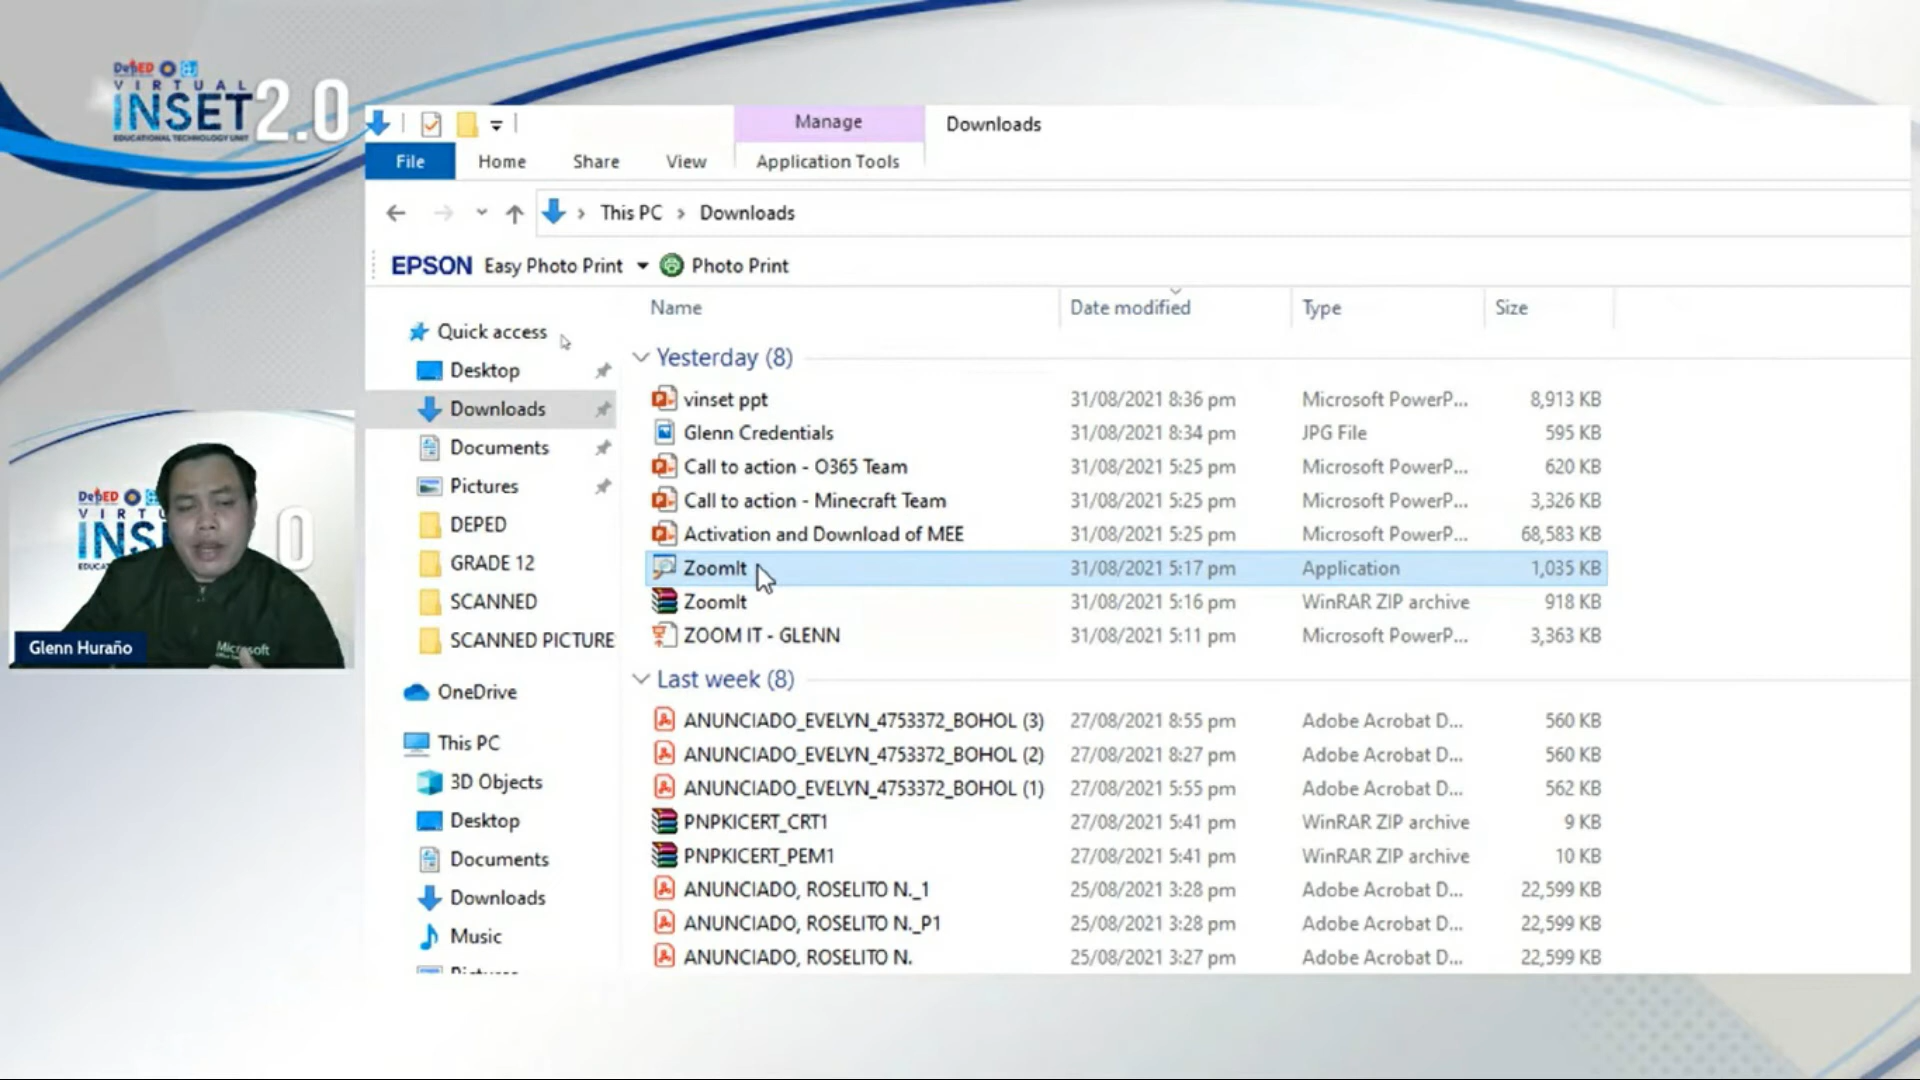 DepED
VIRTUAL
INSET 2.0
EDUCATIONAL TECHNOLOGY UNIT
Manage
Downloads
File
Home
Share
View
Application Tools
This PC
Downloads
EPSON Easy Photo Print
Photo Print
Name
Date modified
Type
Size
Quick access
Desktop
Downloads
Documents
Pictures
DEPED
GRADE 12
SCANNED
SCANNED PICTURE
OneDrive
This PC
3D Objects
Desktop
Documents
Downloads
Music
Yesterday (8)
vinset ppt 31/08/2021 8:36 pm Microsoft PowerP... 8,913 KB
Glenn Credentials 31/08/2021 8:34 pm JPG File 595 KB
Call to action - O365 Team 31/08/2021 5:25 pm Microsoft PowerP... 620 KB
Call to action - Minecraft Team 31/08/2021 5:25 pm Microsoft PowerP... 3,326 KB
Activation and Download of MEE 31/08/2021 5:25 pm Microsoft PowerP... 68,583 KB
ZoomIt 31/08/2021 5:17 pm Application 1,035 KB
ZoomIt 31/08/2021 5:16 pm WinRAR ZIP archive 918 KB
ZOOM IT - GLENN 31/08/2021 5:11 pm Microsoft PowerP... 3,363 KB
Last week (8)
ANUNCIADO_EVELYN_4753372_BOHOL (3) 27/08/2021 8:55 pm Adobe Acrobat D... 560 KB
ANUNCIADO_EVELYN_4753372_BOHOL (2) 27/08/2021 8:27 pm Adobe Acrobat D... 560 KB
ANUNCIADO_EVELYN_4753372_BOHOL (1) 27/08/2021 5:55 pm Adobe Acrobat D... 562 KB
PNPKICERT_CRT1 27/08/2021 5:41 pm WinRAR ZIP archive 9 KB
PNPKICERT_PEM1 27/08/2021 5:41 pm WinRAR ZIP archive 10 KB
ANUNCIADO, ROSELITO N._1 25/08/2021 3:28 pm Adobe Acrobat D... 22,599 KB
ANUNCIADO, ROSELITO N._P1 25/08/2021 3:28 pm Adobe Acrobat D... 22,599 KB
ANUNCIADO, ROSELITO N. 25/08/2021 3:27 pm Adobe Acrobat D... 22,599 KB
DepED
Glenn Huraño
Microsoft